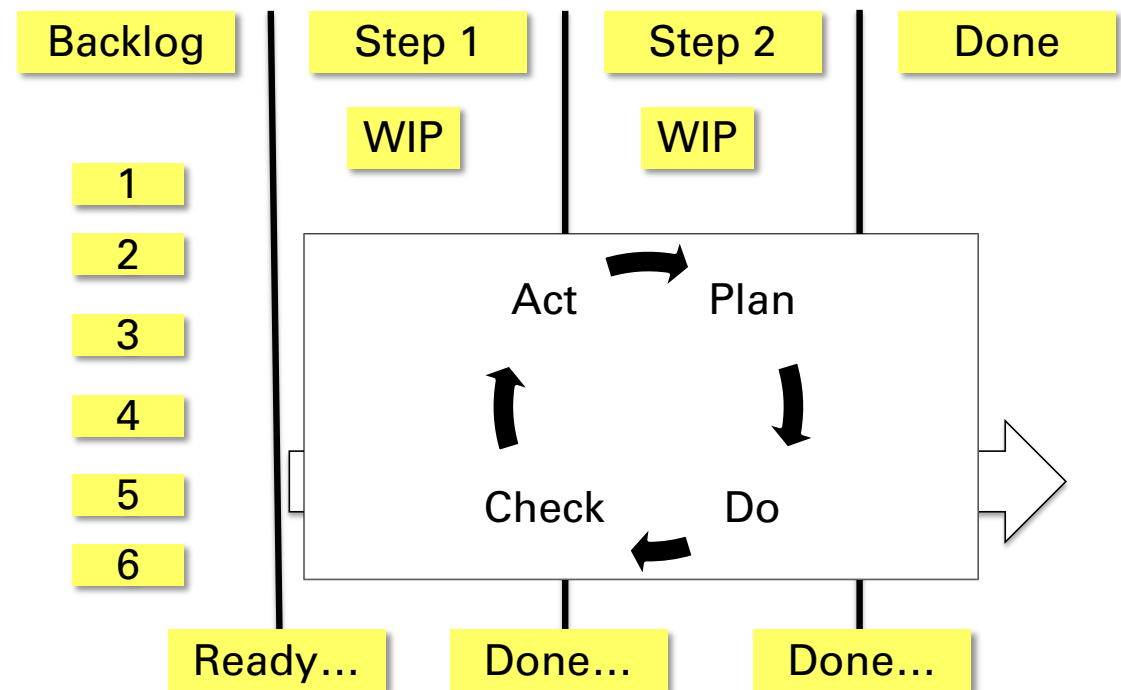 Backlog
Step 1
Step 2
Done
WIP
WIP
1
2
3
4
5
6
Act
Plan
Check
Do
Ready...
Done...
Done...